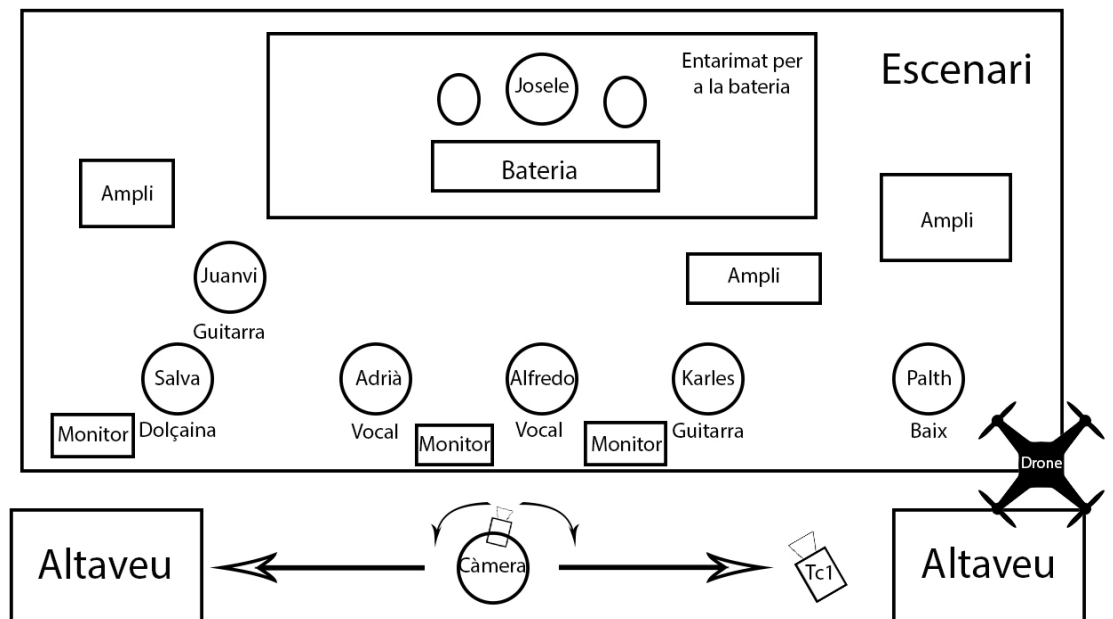 Escenari
Entarimat per
a la bateria
Josele
Bateria
Ampli
Ampli
Juanvi
Guitarra
Ampli
Salva
Dolçaina
Adrià
Vocal
Alfredo
Vocal
Karles
Guitarra
Palth
Baix
Monitor
Monitor
Monitor
Drone
Altaveu
Càmera
Tc1
Altaveu